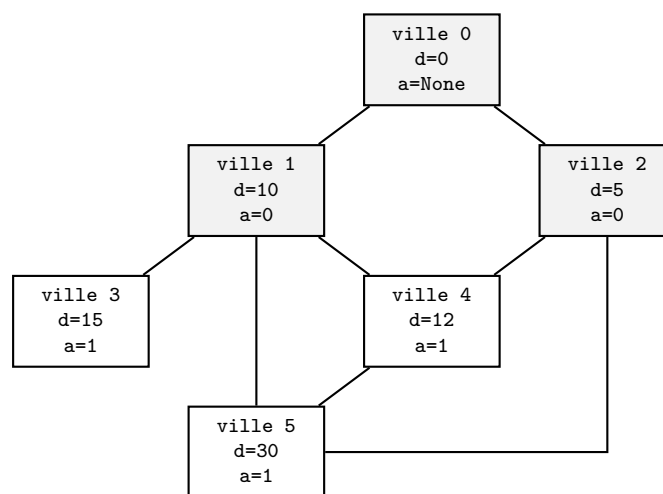 ville 0
d=0
a=None
ville 1
d=10
a=0
ville 2
d=5
a=0
ville 3
d=15
a=1
ville 4
d=12
a=1
ville 5
d=30
a=1